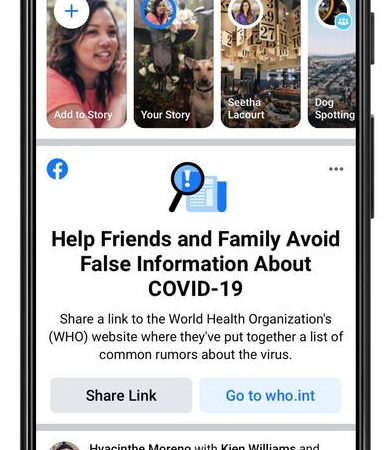 Add to Story
Your Story
Seetha
Lacourt
Dog
Spotting
Help Friends and Family Avoid
False Information About
COVID-19
Share a link to the World Health Organization's
(WHO) website where they've put together a list of
common rumors about the virus.
Share Link
Go to who.int
Hyacinthe Moreno with Kien Williams and